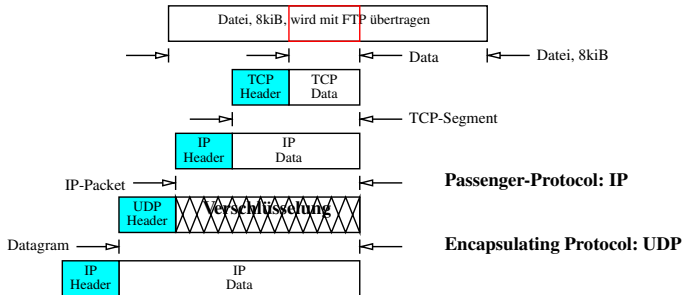 Datei, 8kiB, wird mit FTP übertragen
Data
Datei, 8kiB
TCP Header
TCP Data
TCP-Segment
IP Header
IP Data
IP-Packet
Passenger-Protocol: IP
UDP Header
Verschlüsselung
Datagram
Encapsulating Protocol: UDP
IP Header
IP Data